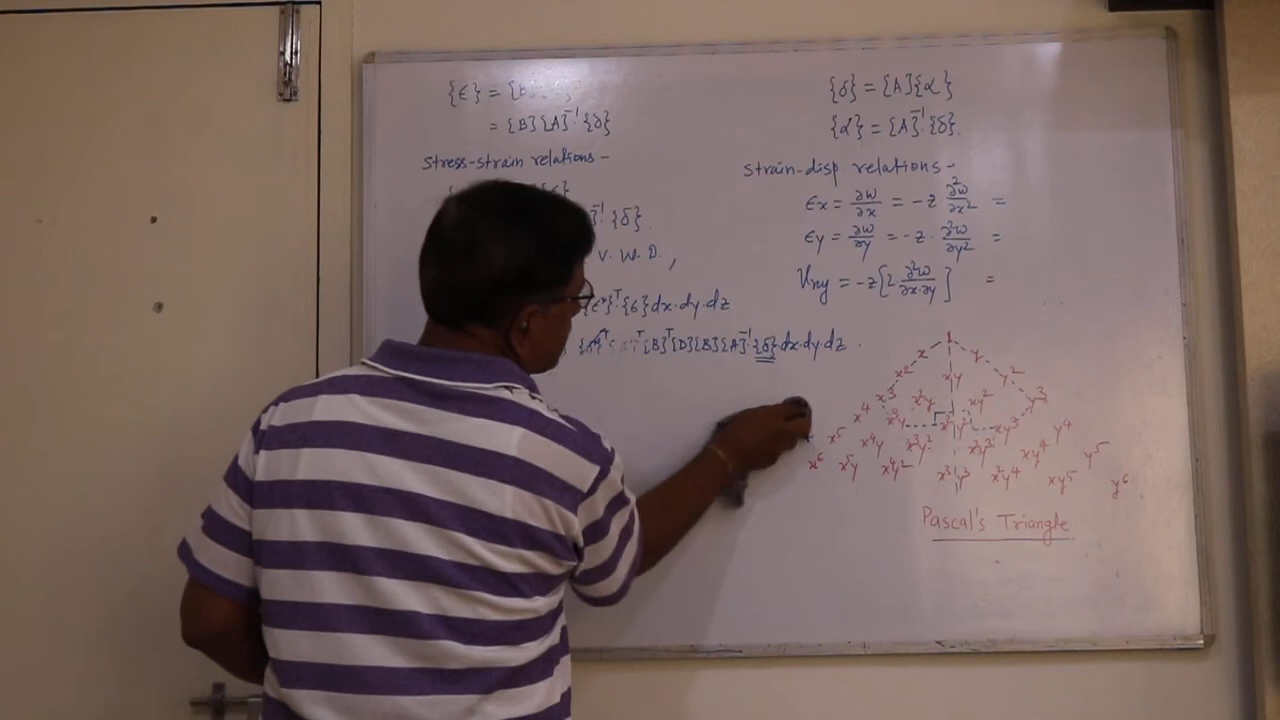 {ϵ} = [B]
= [B][A]⁻¹{δ}
Stress-strain relations -
]⁻¹{δ}.
V. W. D.,
{ϵ*}ᵀ{σ}dx.dy.dz
[B]ᵀ[D][B][A]⁻¹{δ}dx.dy.dz.
{δ} = [A]{α}
{α} = [A]⁻¹{δ}.
Strain-disp. relations -
ϵx = ∂w/∂x = -z ∂²w/∂x² =
ϵy = ∂w/∂y = -z. ∂²w/∂y² =
γxy = -z[2 ∂²w/∂x.∂y] =
1
x y
x² xy y²
x³ x²y xy² y³
x⁴ x³y x²y² xy³ y⁴
x⁵ x⁴y x³y² x²y³ xy⁴ y⁵
x⁶ x⁵y x⁴y² x³y³ x²y⁴ xy⁵ y⁶
Pascal's Triangle